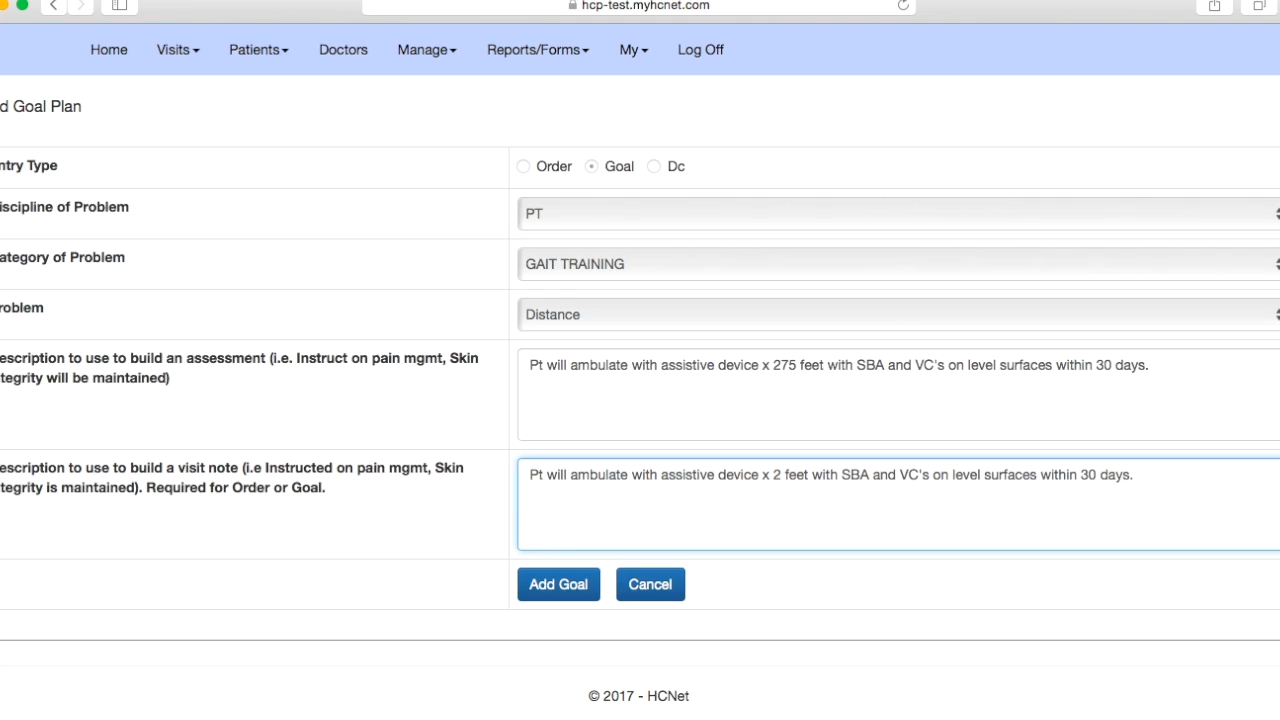 hcp-test.myhcnet.com
Home Visits Patients Doctors Manage Reports/Forms My Log Off
d Goal Plan
ntry Type Order Goal Dc
iscipline of Problem PT
ategory of Problem GAIT TRAINING
roblem Distance
escription to use to build an assessment (i.e. Instruct on pain mgmt, Skin
tegrity will be maintained)
Pt will ambulate with assistive device x 275 feet with SBA and VC's on level surfaces within 30 days.
escription to use to build a visit note (i.e Instructed on pain mgmt, Skin
tegrity is maintained). Required for Order or Goal.
Pt will ambulate with assistive device x 2 feet with SBA and VC's on level surfaces within 30 days.
Add Goal Cancel
© 2017 - HCNet